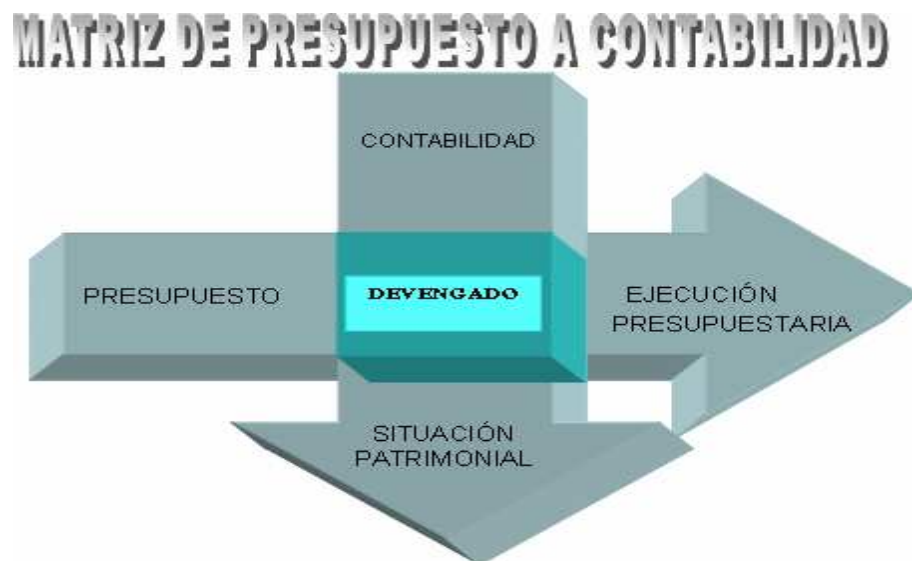 MATRIZ DE PRESUPUESTO A CONTABILIDAD
CONTABILIDAD
PRESUPUESTO
DEVENGADO
EJECUCIÓN
PRESUPUESTARIA
SITUACIÓN
PATRIMONIAL